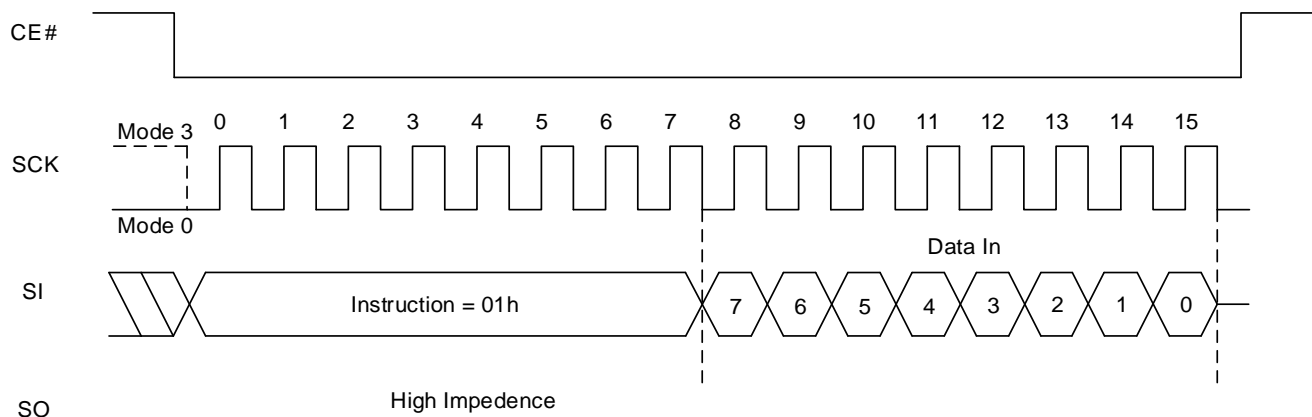 CE#
0 1 2 3 4 5 6 7 8 9 10 11 12 13 14 15
Mode 3
SCK
Mode 0
Data In
SI
Instruction = 01h 7 6 5 4 3 2 1 0
High Impedence
SO